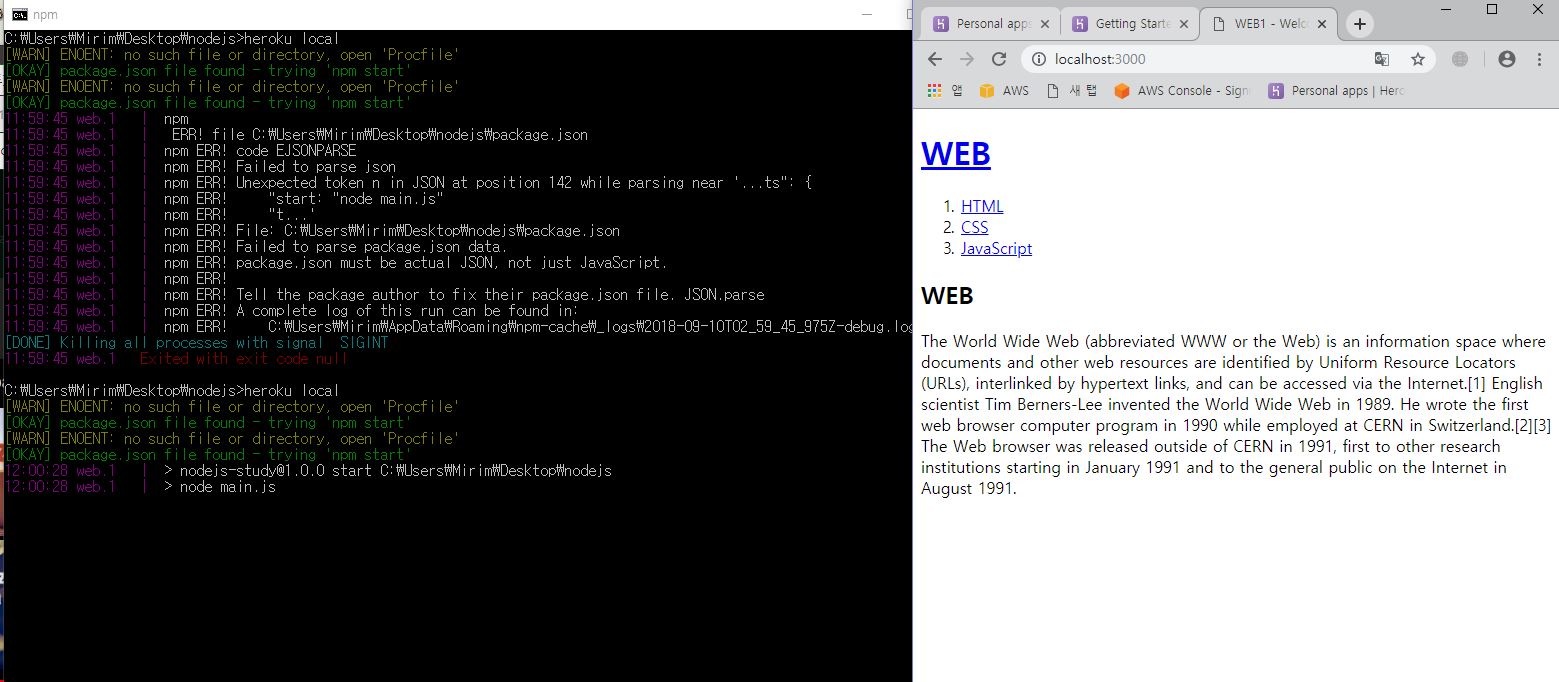 npm
C:\Users\Mirim\Desktop\nodejs>heroku local
[WARN] ENOENT: no such file or directory, open 'Procfile'
[OKAY] package.json file found - trying 'npm start'
[WARN] ENOENT: no such file or directory, open 'Procfile'
[OKAY] package.json file found - trying 'npm start'
11:59:45 web.1   |  npm
11:59:45 web.1   |   ERR! file C:\Users\Mirim\Desktop\nodejs\package.json
11:59:45 web.1   |  npm ERR! code EJSONPARSE
11:59:45 web.1   |  npm ERR! Failed to parse json
11:59:45 web.1   |  npm ERR! Unexpected token n in JSON at position 142 while parsing near '...ts": {
11:59:45 web.1   |  npm ERR!     "start: "node main.js"
11:59:45 web.1   |  npm ERR!     "t...'
11:59:45 web.1   |  npm ERR! File: C:\Users\Mirim\Desktop\nodejs\package.json
11:59:45 web.1   |  npm ERR! Failed to parse package.json data.
11:59:45 web.1   |  npm ERR! package.json must be actual JSON, not just JavaScript.
11:59:45 web.1   |  npm ERR!
11:59:45 web.1   |  npm ERR! Tell the package author to fix their package.json file. JSON.parse
11:59:45 web.1   |  npm ERR! A complete log of this run can be found in:
11:59:45 web.1   |  npm ERR!     C:\Users\Mirim\AppData\Roaming\npm-cache\_logs\2018-09-10T02_59_45_975Z-debug.log
[DONE] Killing all processes with signal  SIGINT
11:59:45 web.1   Exited with exit code null
C:\Users\Mirim\Desktop\nodejs>heroku local
[WARN] ENOENT: no such file or directory, open 'Procfile'
[OKAY] package.json file found - trying 'npm start'
[WARN] ENOENT: no such file or directory, open 'Procfile'
[OKAY] package.json file found - trying 'npm start'
12:00:28 web.1   |  > nodejs-study@1.0.0 start C:\Users\Mirim\Desktop\nodejs
12:00:28 web.1   |  > node main.js
Personal apps Getting Starte WEB1 - Welc
localhost:3000
앱 AWS 새 탭 AWS Console - Sign Personal apps | Her
WEB
1. HTML
2. CSS
3. JavaScript
WEB
The World Wide Web (abbreviated WWW or the Web) is an information space where
documents and other web resources are identified by Uniform Resource Locators
(URLs), interlinked by hypertext links, and can be accessed via the Internet.[1] English
scientist Tim Berners-Lee invented the World Wide Web in 1989. He wrote the first
web browser computer program in 1990 while employed at CERN in Switzerland.[2][3]
The Web browser was released outside of CERN in 1991, first to other research
institutions starting in January 1991 and to the general public on the Internet in
August 1991.